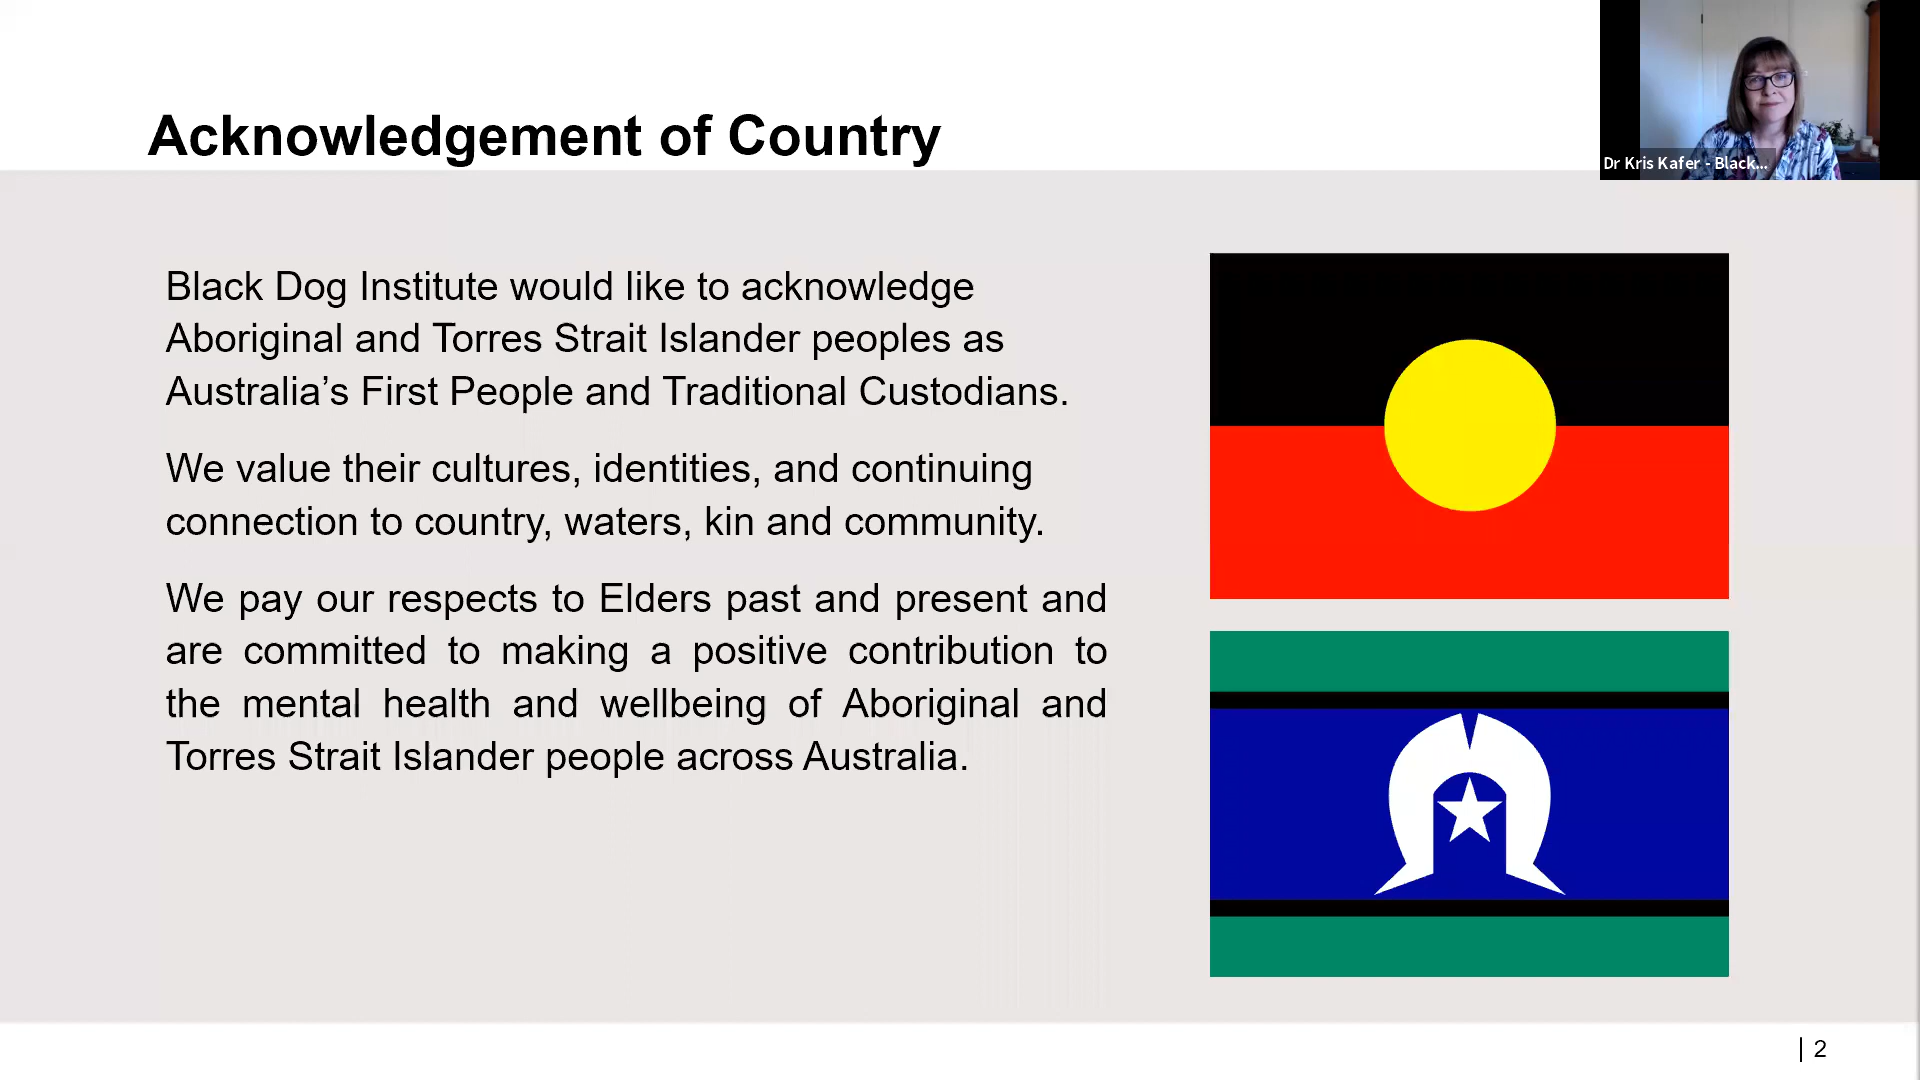 Acknowledgement of Country
Dr Kris Kafer - Black...
Black Dog Institute would like to acknowledge
Aboriginal and Torres Strait Islander peoples as
Australia’s First People and Traditional Custodians.
We value their cultures, identities, and continuing
connection to country, waters, kin and community.
We pay our respects to Elders past and present and
are committed to making a positive contribution to
the mental health and wellbeing of Aboriginal and
Torres Strait Islander people across Australia.
| 2